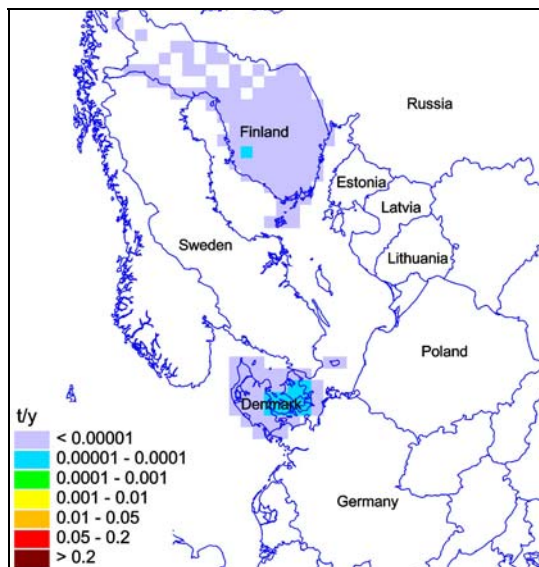 Russia
Finland
Estonia
Latvia
Sweden
Lithuania
Poland
Denmark
Germany
t/y
< 0.00001
0.00001 - 0.0001
0.0001 - 0.001
0.001 - 0.01
0.01 - 0.05
0.05 - 0.2
> 0.2